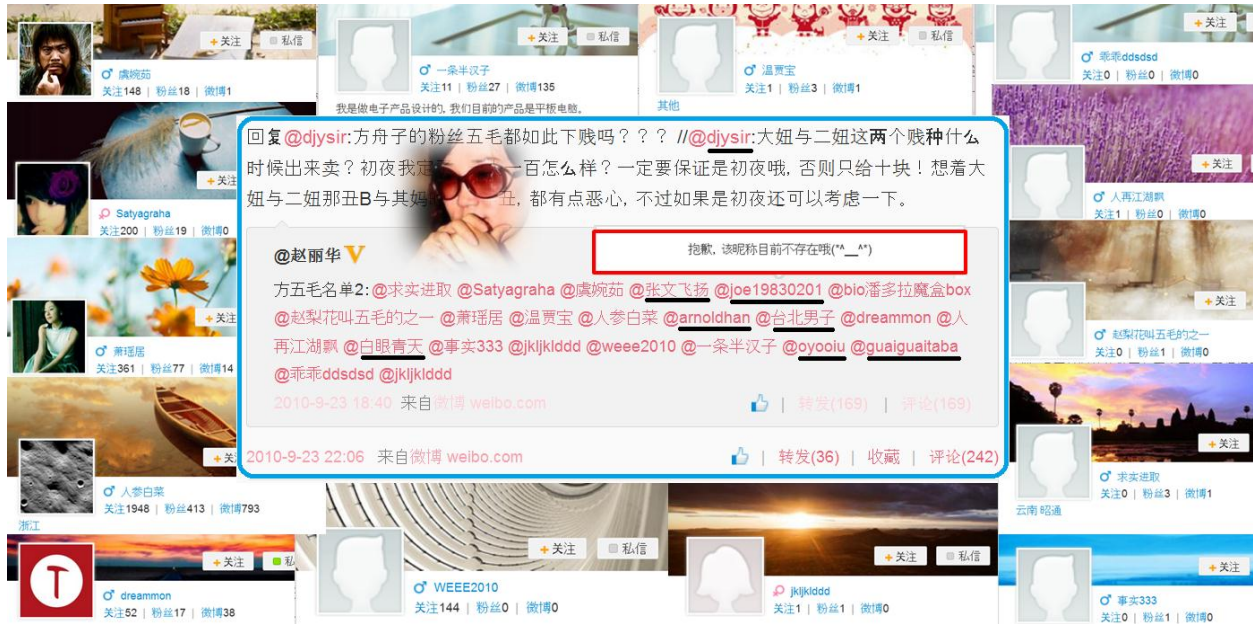 +关注 私信
♂ 虞婉茹
关注148 | 粉丝18 | 微博1
+关注 私信
♂ 一条半汉子
关注11 | 粉丝27 | 微博135
我是做电子产品设计的, 我们目前的产品是平板电脑。
+关注 私信
♂ 温贾宝
关注1 | 粉丝3 | 微博1
其他
+关注
♂ 乖乖ddsdsd
关注0 | 粉丝0 | 微博0
+关
♀ Satyagraha
关注200 | 粉丝19 | 微博0
回复@djysir:方舟子的粉丝五毛都如此下贱吗？？？ //@djysir:大妞与二妞这两个贱种什么
时候出来卖？初夜我定 一百怎么样？一定要保证是初夜哦, 否则只给十块！想着大
妞与二妞那丑B与其妈 丑, 都有点恶心, 不过如果是初夜还可以考虑一下。
抱歉, 该昵称目前不存在哦(*^__^*)
@赵丽华 V
方五毛名单2:@求实进取 @Satyagraha @虞婉茹 @张文飞扬 @joe19830201 @bio潘多拉魔盒box
@赵梨花叫五毛的之一 @萧瑶居 @温贾宝 @人参白菜 @arnoldhan @台北男子 @dreammon @人
再江湖飘 @白眼青天 @事实333 @jkljklddd @weee2010 @一条半汉子 @oyooiu @guaiguaitaba
@乖乖ddsdsd @jkljklddd
2010-9-23 18:40 来自微博 weibo.com
| 转发(169) | 评论(169)
2010-9-23 22:06 来自微博 weibo.com
| 转发(36) | 收藏 | 评论(242)
+关注
♂ 人再江湖飘
关注1 | 粉丝0 | 微博0
+关
♂ 萧瑶居
关注361 | 粉丝77 | 微博14
+关注
♂ 赵梨花叫五毛的之一
关注0 | 粉丝1 | 微博0
+关
♂ 人参白菜
关注1948 | 粉丝413 | 微博793
浙江
+关注
♂ 求实进取
关注0 | 粉丝3 | 微博1
云南 昭通
+关注 私
T
♂ dreammon
关注52 | 粉丝17 | 微博38
+关注 私信
♂ WEEE2010
关注144 | 粉丝0 | 微博0
+关注 私信
♀ jkljklddd
关注1 | 粉丝1 | 微博0
+关注
♂ 事实333
关注0 | 粉丝1 | 微博0